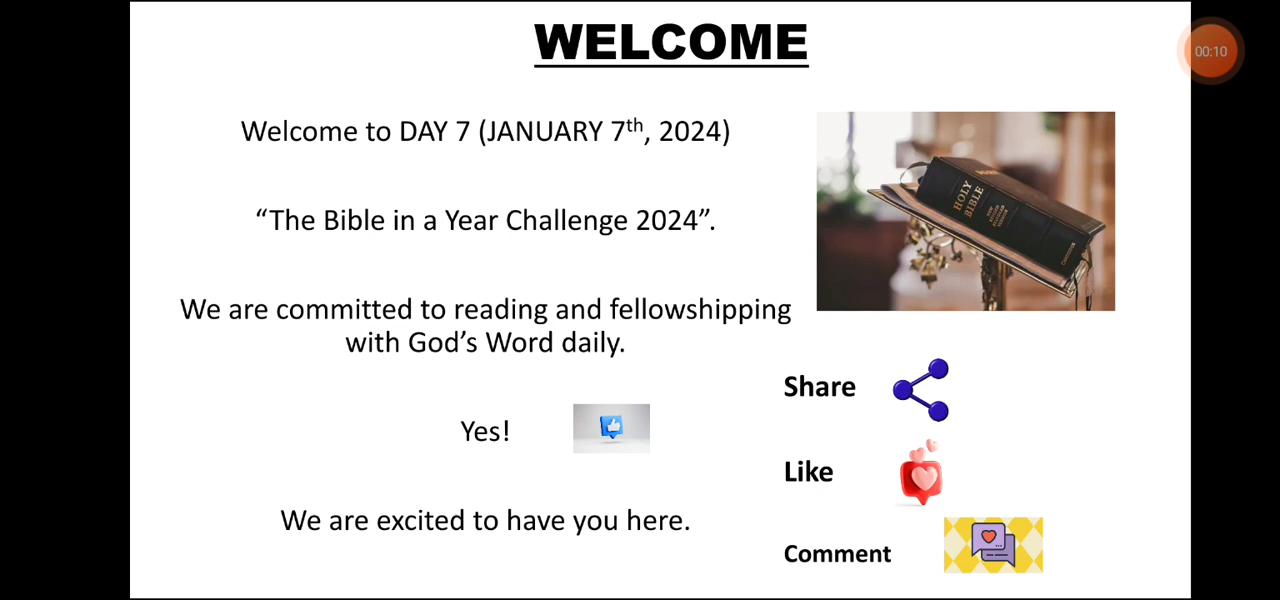 WELCOME
00:10
Welcome to DAY 7 (JANUARY 7th, 2024)
“The Bible in a Year Challenge 2024”.
We are committed to reading and fellowshipping
with God’s Word daily.
Yes!
We are excited to have you here.
HOLY
BIBLE
Share
Like
Comment